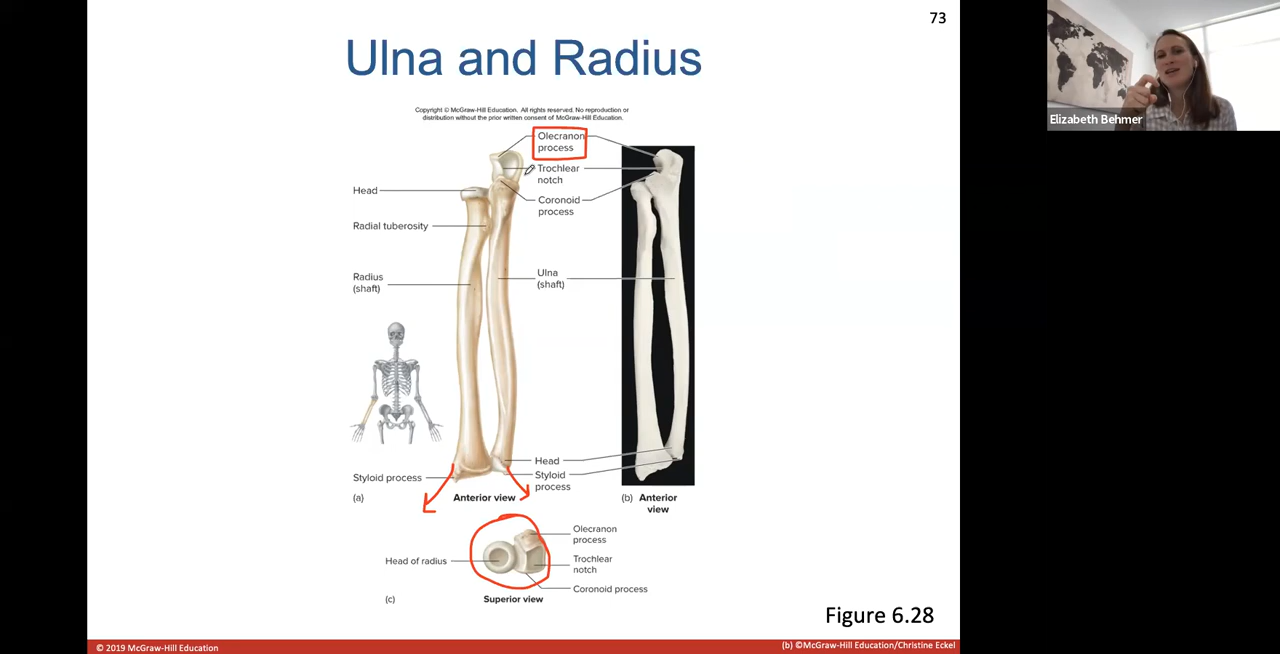 73
Ulna and Radius
Copyright © McGraw-Hill Education. All rights reserved. No reproduction or
distribution without the prior written consent of McGraw-Hill Education.
Olecranon
process
Trochlear
notch
Coronoid
process
Head
Radial tuberosity
Radius
(shaft)
Ulna
(shaft)
Head
Styloid
process
Styloid process
(a)
Anterior view
(b)
Anterior
view
Olecranon
process
Trochlear
notch
Coronoid process
Head of radius
(c)
Superior view
Figure 6.28
© 2019 McGraw-Hill Education
(b) ©McGraw-Hill Education/Christine Eckel
Elizabeth Behmer